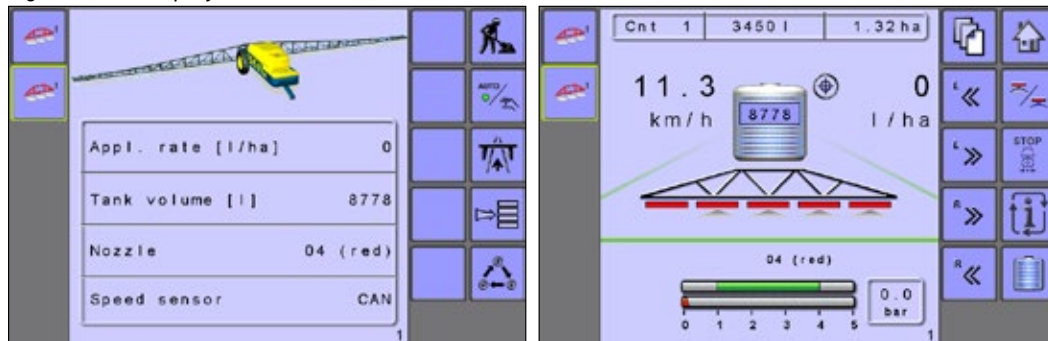 AUTO
Appl. rate [l/ha] 0
Tank volume [l] 8778
Nozzle 04 (red)
Speed sensor CAN
1
Cnt 1 3450 l 1.32 ha
11.3 0
km/h 8778 l/ha
L
L STOP
R
R
04 (red)
0.0
bar
0 1 2 3 4 5
1